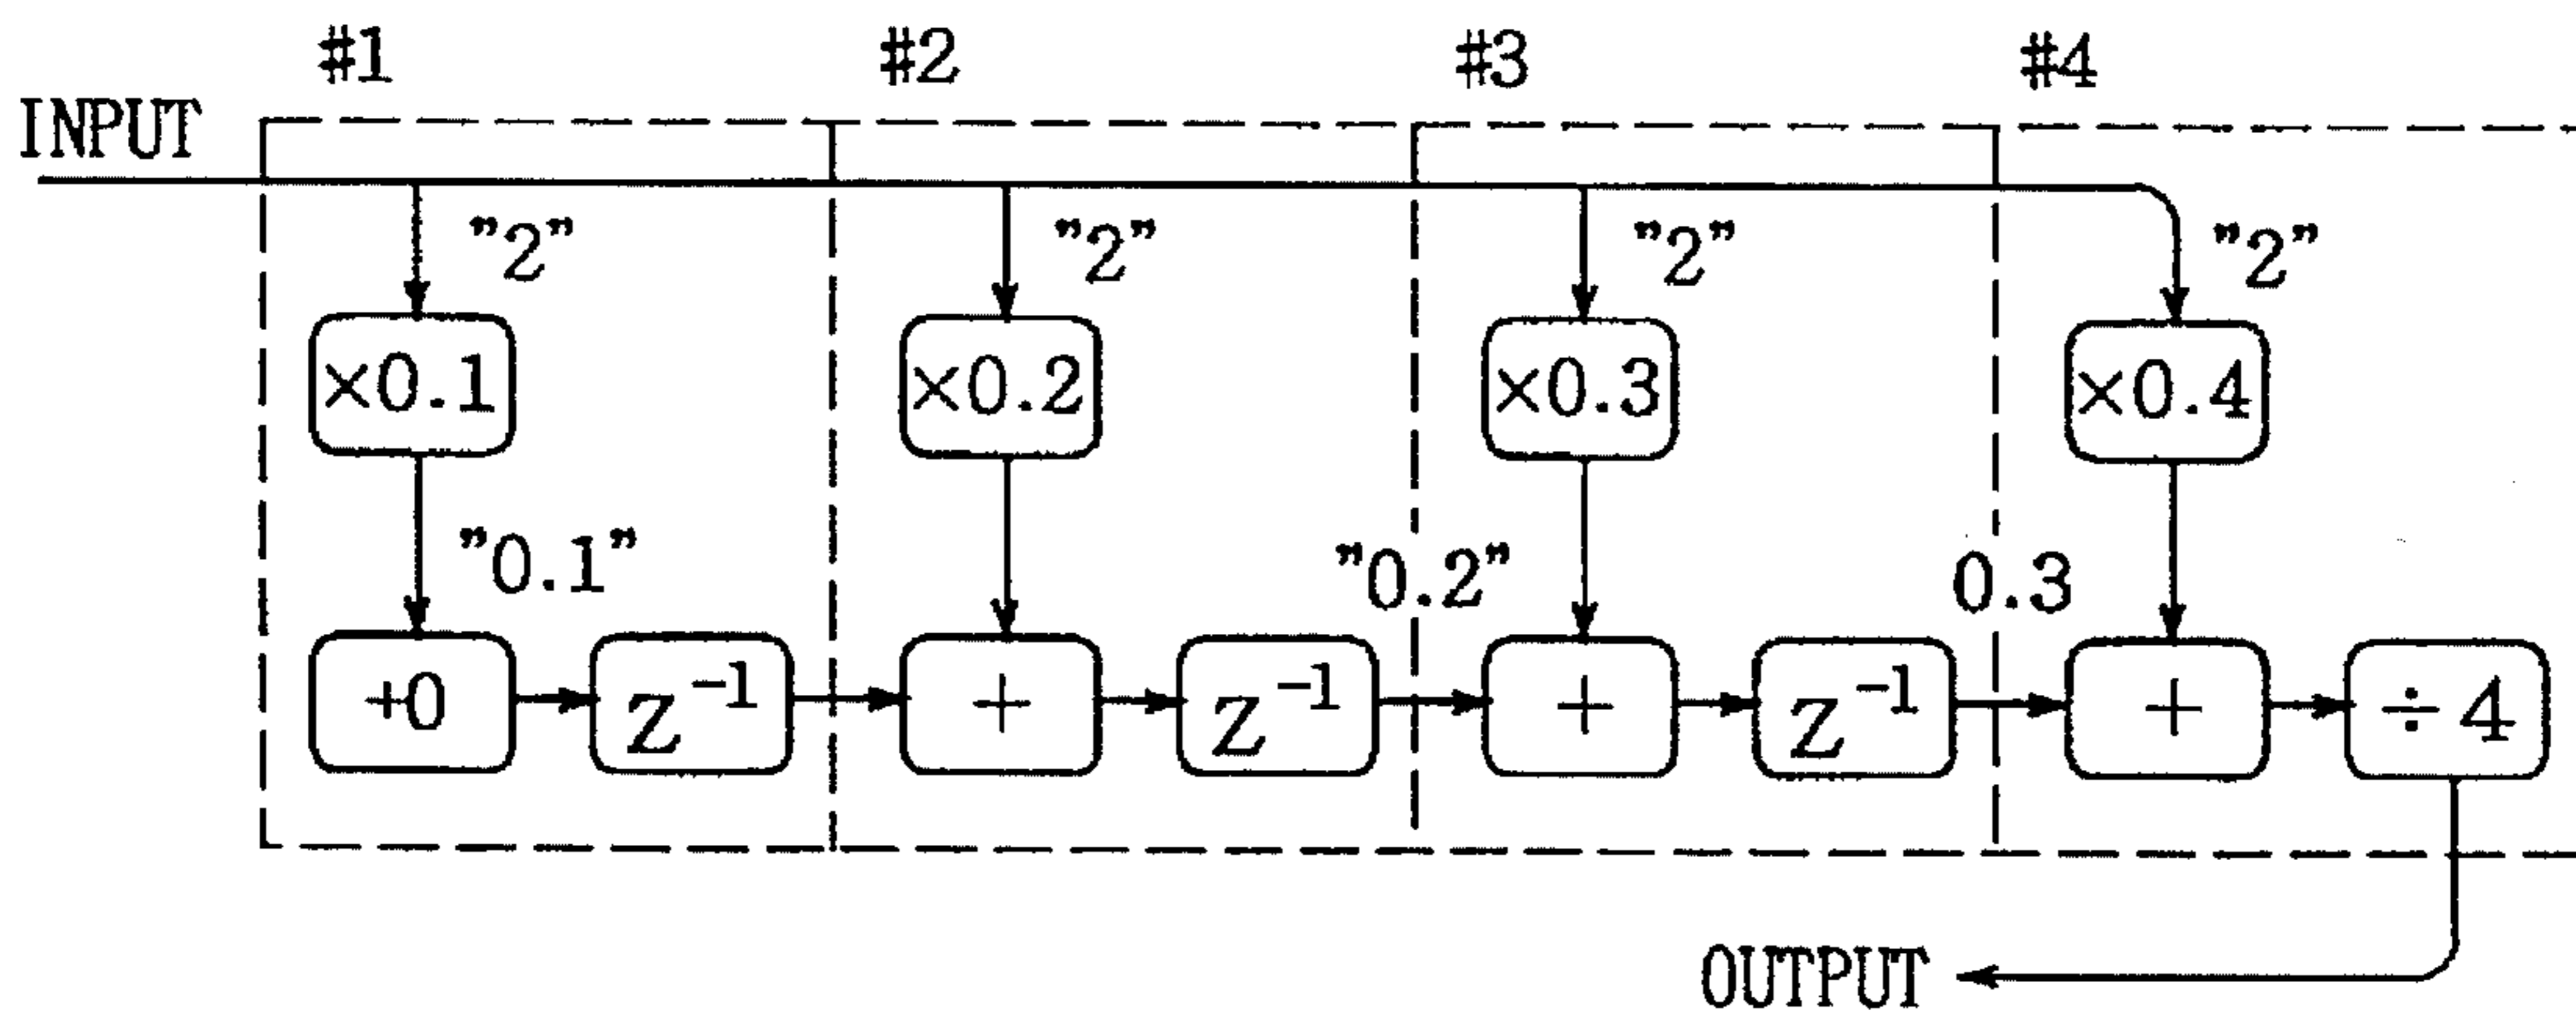 #1 #2 #3 #4
INPUT
"2" "2" "2" "2"
×0.1 ×0.2 ×0.3 ×0.4
"0.1" "0.2" 0.3
+0 Z⁻¹ + Z⁻¹ + Z⁻¹ + ÷4
OUTPUT